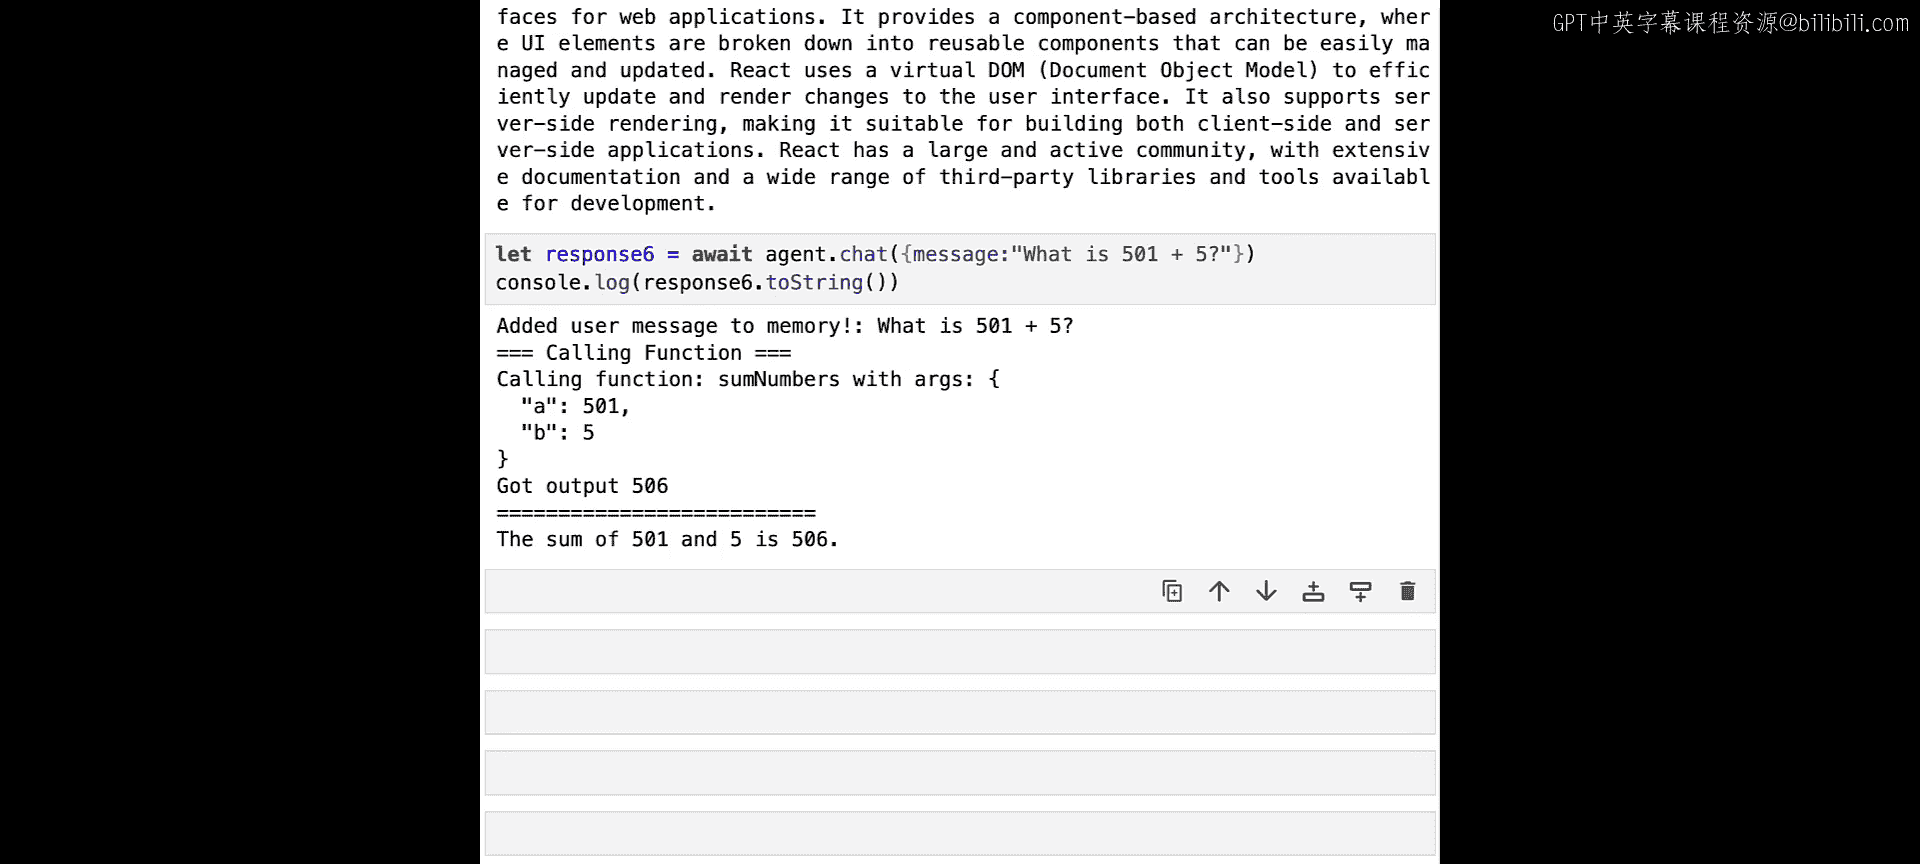 GPT中英字幕课程资源@bilibili.com
faces for web applications. It provides a component-based architecture, wher
e UI elements are broken down into reusable components that can be easily ma
naged and updated. React uses a virtual DOM (Document Object Model) to effic
iently update and render changes to the user interface. It also supports ser
ver-side rendering, making it suitable for building both client-side and ser
ver-side applications. React has a large and active community, with extensiv
e documentation and a wide range of third-party libraries and tools availabl
e for development.
let response6 = await agent.chat({message:"What is 501 + 5?"})
console.log(response6.toString())
Added user message to memory!: What is 501 + 5?
=== Calling Function ===
Calling function: sumNumbers with args: {
  "a": 501,
  "b": 5
}
Got output 506
==========================
The sum of 501 and 5 is 506.